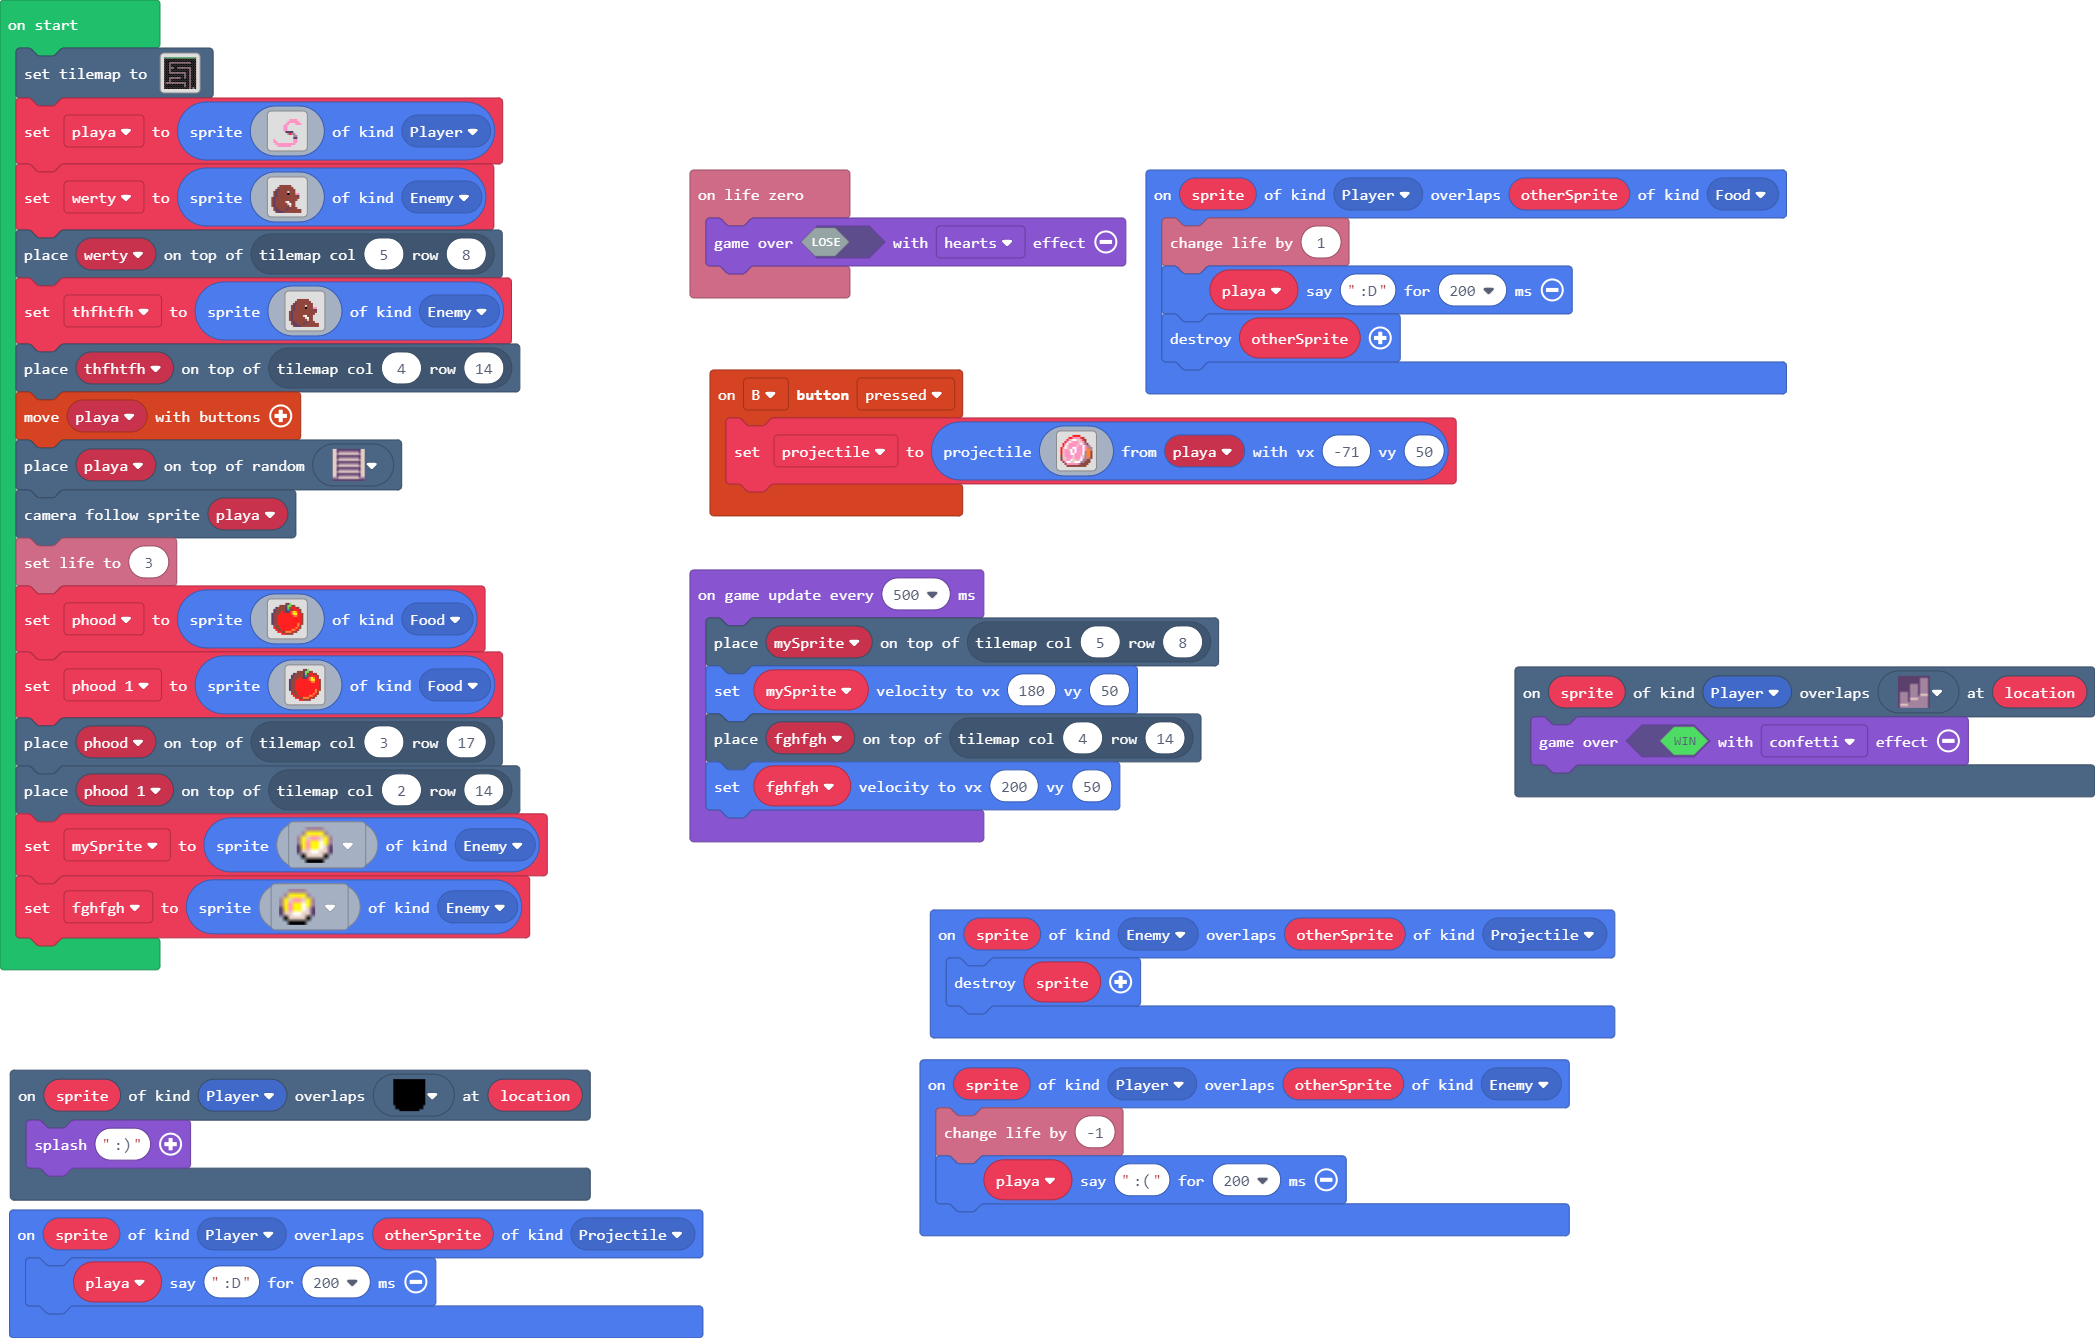 on start
set tilemap to
set playa to sprite of kind Player
set werty to sprite of kind Enemy
place werty on top of tilemap col 5 row 8
set thfhtfh to sprite of kind Enemy
place thfhtfh on top of tilemap col 4 row 14
move playa with buttons
place playa on top of random
camera follow sprite playa
set life to 3
set phood to sprite of kind Food
set phood 1 to sprite of kind Food
place phood on top of tilemap col 3 row 17
place phood 1 on top of tilemap col 2 row 14
set mySprite to sprite of kind Enemy
set fghfgh to sprite of kind Enemy
on life zero
game over LOSE with hearts effect
on sprite of kind Player overlaps otherSprite of kind Food
change life by 1
playa say ":D" for 200 ms
destroy otherSprite
on B button pressed
set projectile to projectile from playa with vx -71 vy 50
on game update every 500 ms
place mySprite on top of tilemap col 5 row 8
set mySprite velocity to vx 180 vy 50
place fghfgh on top of tilemap col 4 row 14
set fghfgh velocity to vx 200 vy 50
on sprite of kind Player overlaps at location
game over WIN with confetti effect
on sprite of kind Enemy overlaps otherSprite of kind Projectile
destroy sprite
on sprite of kind Player overlaps at location
splash ":)"
on sprite of kind Player overlaps otherSprite of kind Enemy
change life by -1
playa say ":(" for 200 ms
on sprite of kind Player overlaps otherSprite of kind Projectile
playa say ":D" for 200 ms